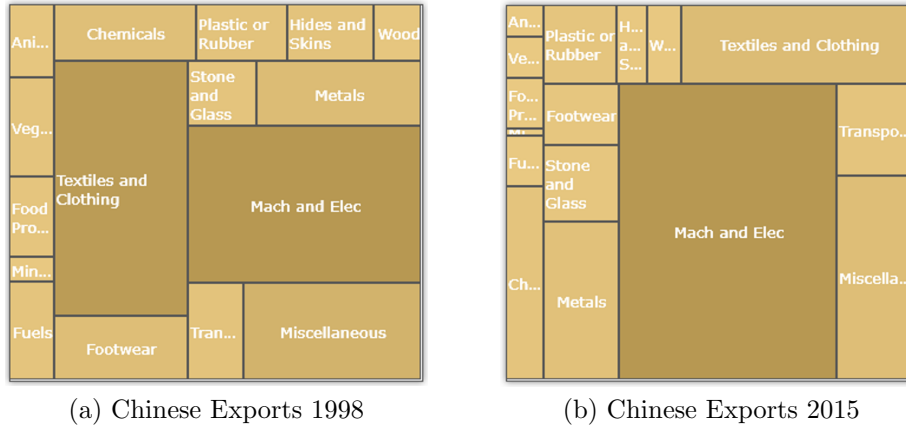 Ani...
Chemicals
Plastic or
Rubber
Hides and
Skins
Wood
Veg...
Textiles and
Clothing
Stone
and
Glass
Metals
Mach and Elec
Food
Pro...
Min...
Fuels
Footwear
Tran...
Miscellaneous
(a) Chinese Exports 1998
An...
Ve...
Plastic or
Rubber
H...
a...
S...
W...
Textiles and Clothing
Fo...
Pr...
Footwear
Mach and Elec
Transpo...
Fu...
Stone
and
Glass
Ch...
Metals
Miscella...
(b) Chinese Exports 2015